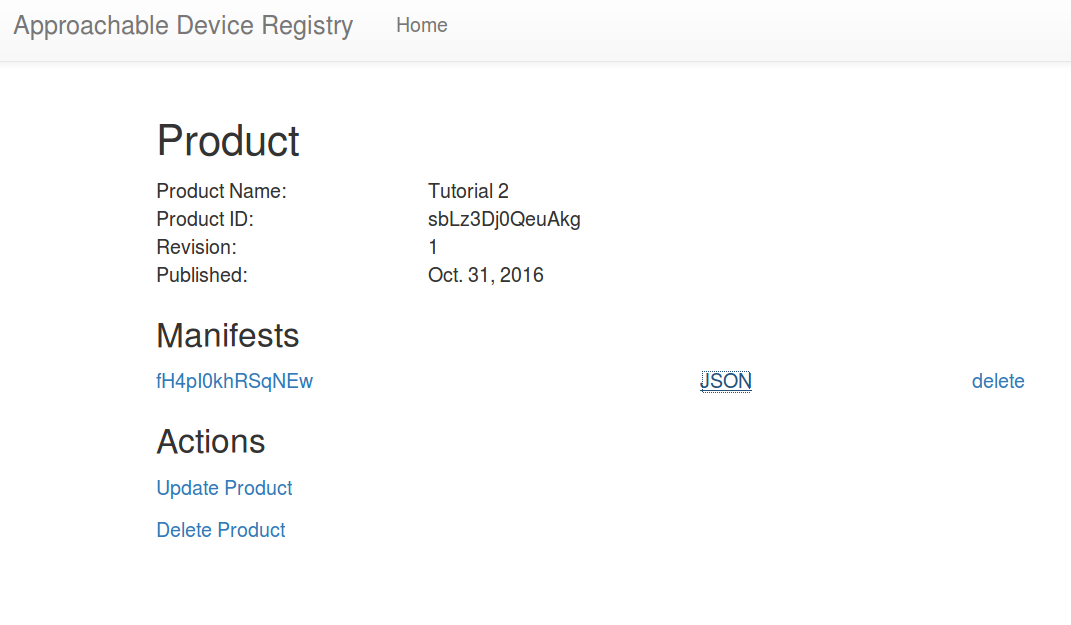 Approachable Device Registry Home
Product
Product Name: Tutorial 2
Product ID: sbLz3Dj0QeuAkg
Revision: 1
Published: Oct. 31, 2016
Manifests
fH4pI0khRSqNEw JSON delete
Actions
Update Product
Delete Product